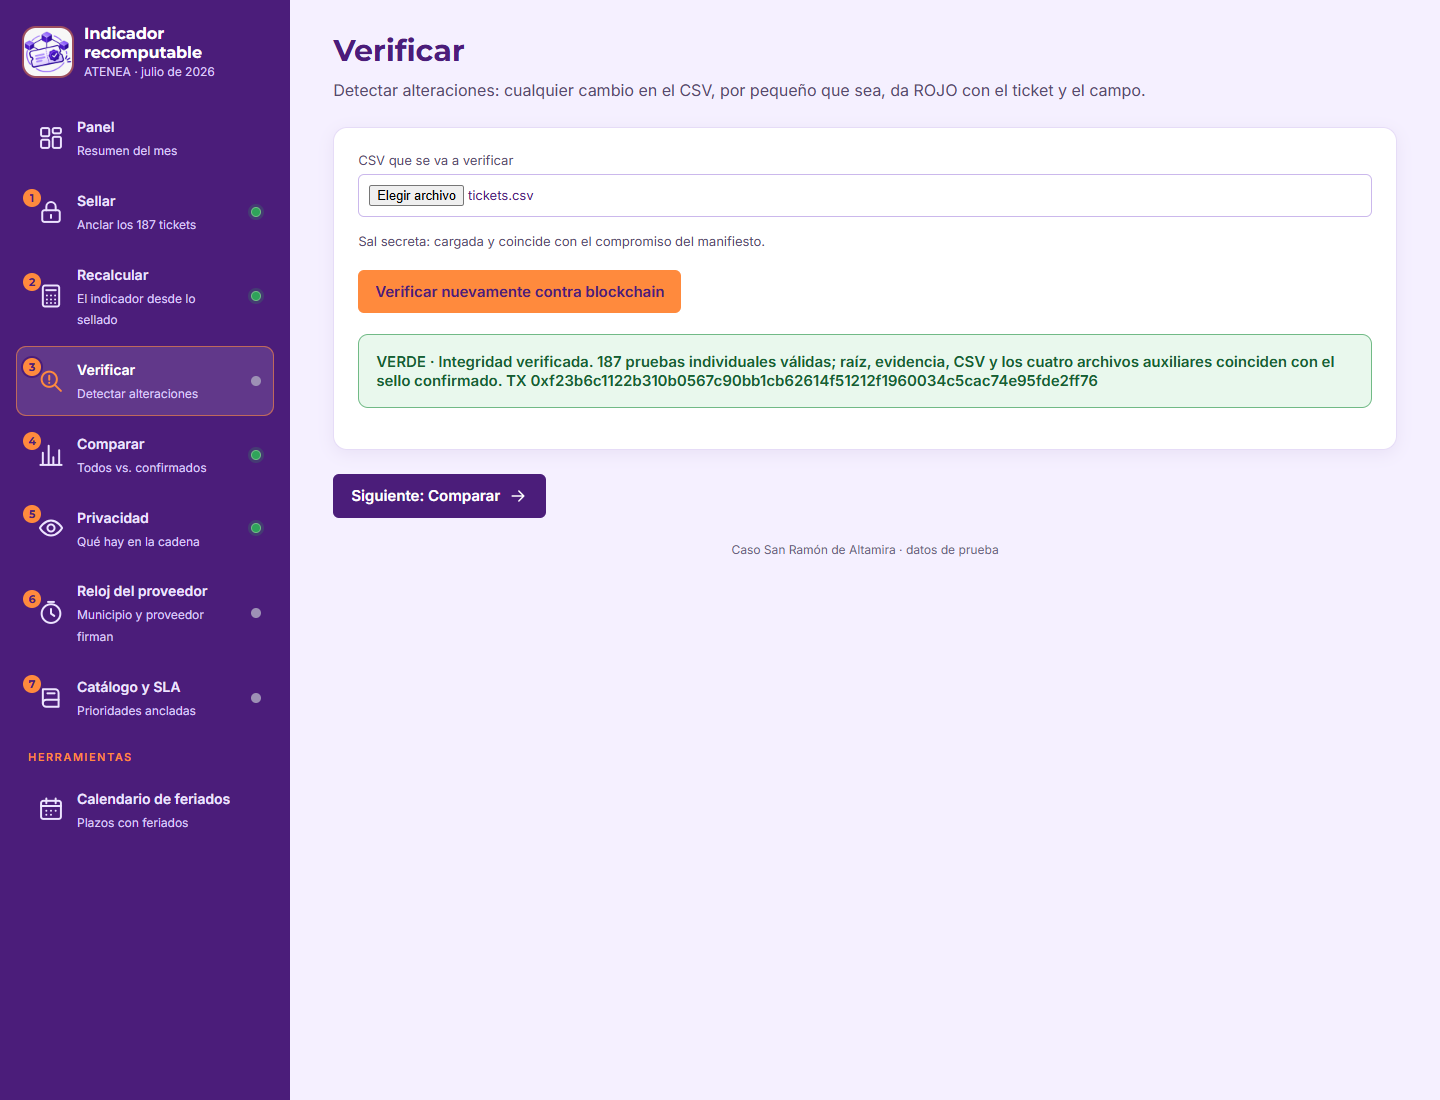 Indicador
recomputable
ATENEA · julio de 2026
Panel
Resumen del mes
1
Sellar
Anclar los 187 tickets
2
Recalcular
El indicador desde lo
sellado
3
Verificar
Detectar alteraciones
4
Comparar
Todos vs. confirmados
5
Privacidad
Qué hay en la cadena
6
Reloj del proveedor
Municipio y proveedor
firman
7
Catálogo y SLA
Prioridades ancladas
HERRAMIENTAS
Calendario de feriados
Plazos con feriados
Verificar
Detectar alteraciones: cualquier cambio en el CSV, por pequeño que sea, da ROJO con el ticket y el campo.
CSV que se va a verificar
Elegir archivo tickets.csv
Sal secreta: cargada y coincide con el compromiso del manifiesto.
Verificar nuevamente contra blockchain
VERDE · Integridad verificada. 187 pruebas individuales válidas; raíz, evidencia, CSV y los cuatro archivos auxiliares coinciden con el
sello confirmado. TX 0xf23b6c1122b310b0567c90bb1cb62614f51212f1960034c5cac74e95fde2ff76
Siguiente: Comparar →
Caso San Ramón de Altamira · datos de prueba